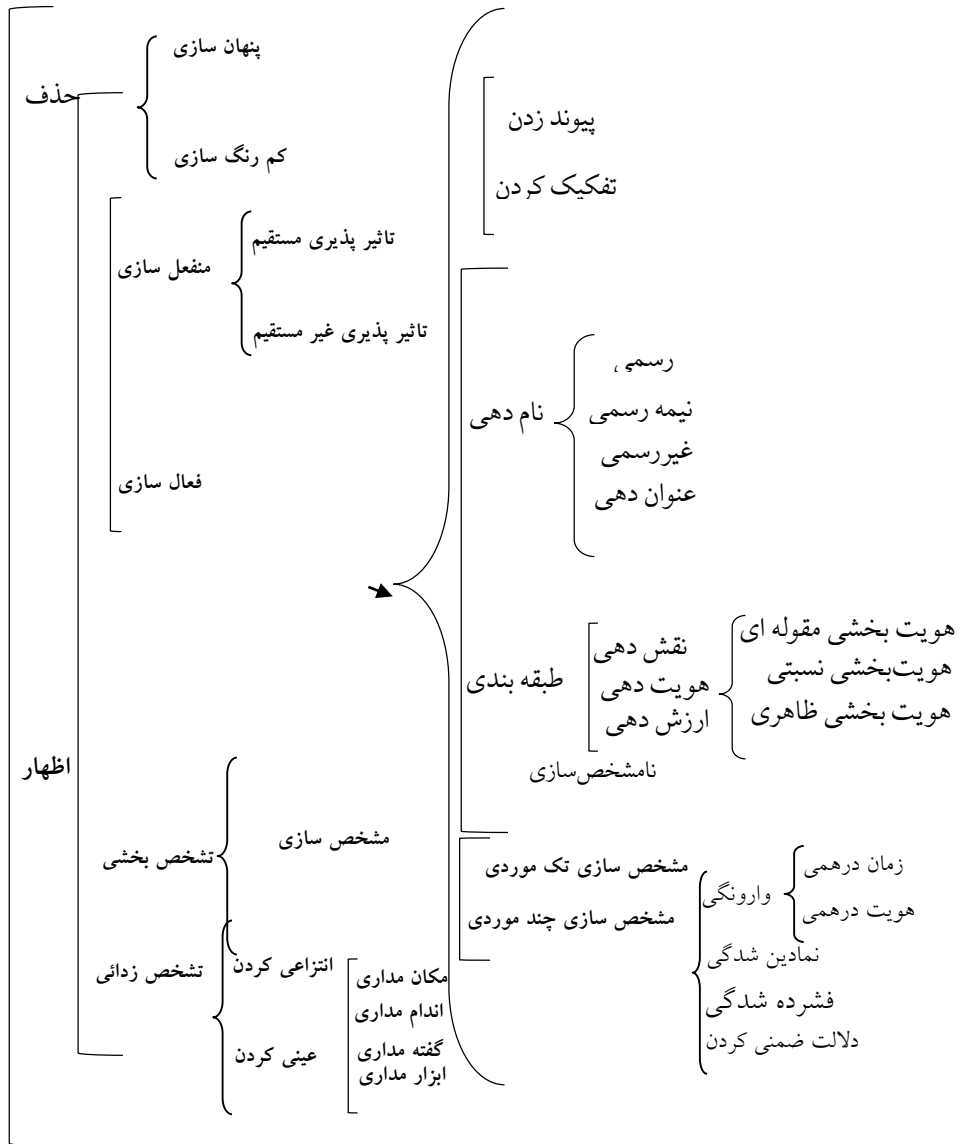 حذف
پنهان سازی
کم رنگ سازی
اظهار
منفعل سازی
تاثیر پذیری مستقیم
تاثیر پذیری غیر مستقیم
فعال سازی
تشخص بخشی
مشخص سازی
تشخص زدائی
انتزاعی کردن
عینی کردن
مکان مداری
اندام مداری
گفته مداری
ابزار مداری
پیوند زدن
تفکیک کردن
نام دهی
رسمی
نیمه رسمی
غیررسمی
عنوان دهی
طبقه بندی
نقش دهی
هویت دهی
ارزش دهی
هویت بخشی مقوله ای
هویت‌بخشی نسبتی
هویت بخشی ظاهری
نامشخص‌سازی
مشخص سازی تک موردی
مشخص سازی چند موردی
وارونگی
زمان درهمی
هویت درهمی
نمادین شدگی
فشرده شدگی
دلالت ضمنی کردن